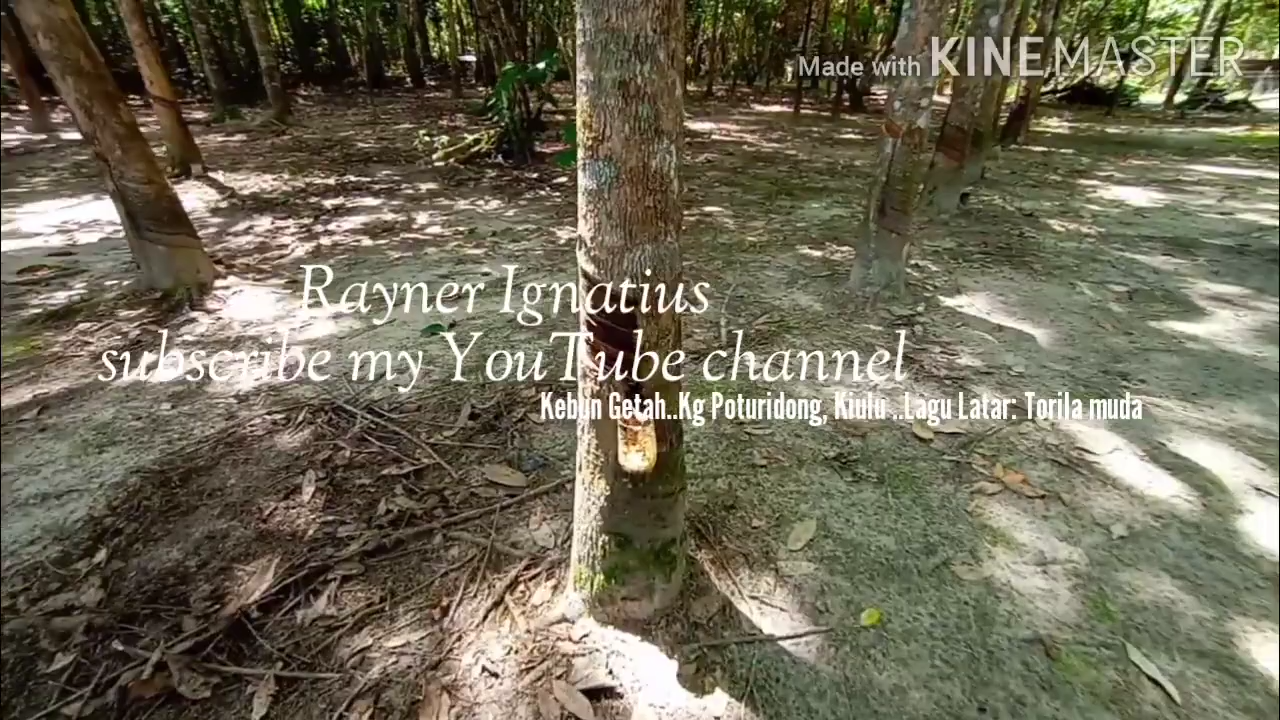 Made with KINEMASTER
Rayner Ignatius
subscribe my YouTube channel
Kebun Getah..Kg Poturidong, Kiulu ..Lagu Latar: Torila muda